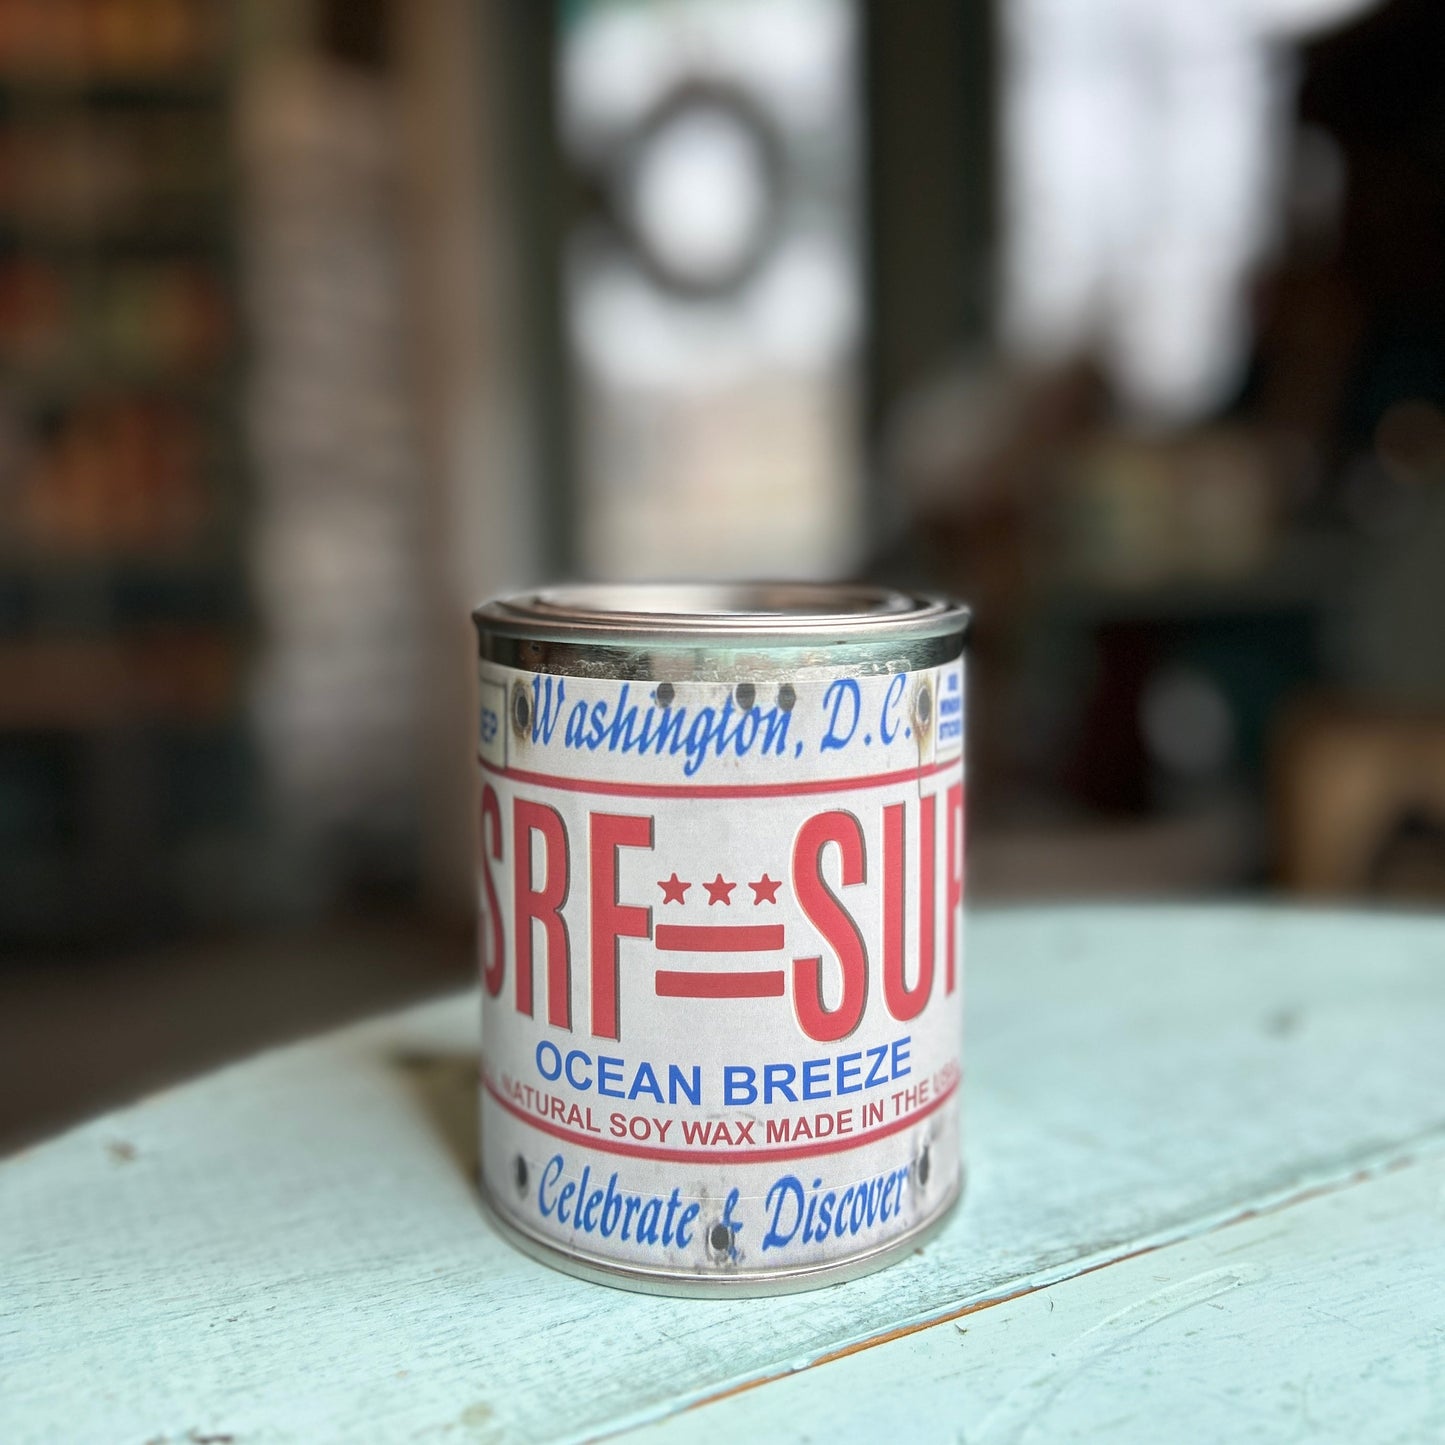 Washington, D.C.
SRF SUP
OCEAN BREEZE
NATURAL SOY WAX MADE IN THE USA
Celebrate & Discover